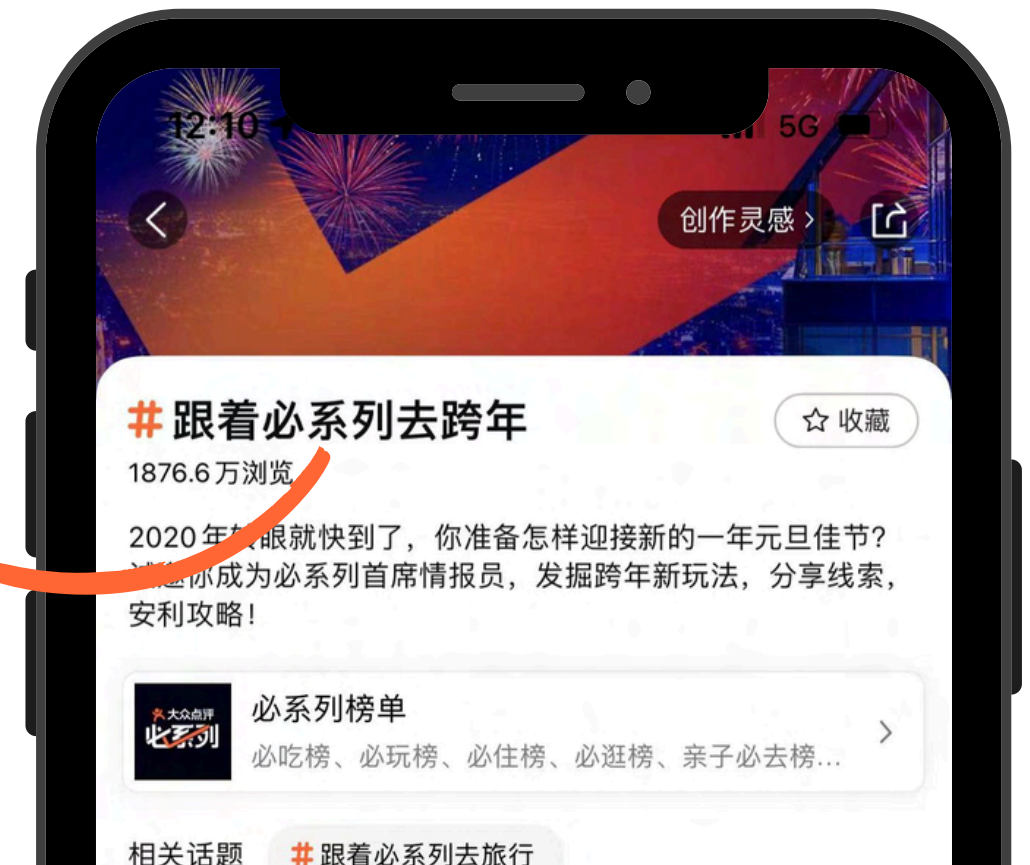 12:10
5G
创作灵感
#跟着必系列去跨年
收藏
1876.6万浏览
2020年转眼就快到了，你准备怎样迎接新的一年元旦佳节？
诚邀你成为必系列首席情报员，发掘跨年新玩法，分享线索，
安利攻略！
大众点评
必系列
必系列榜单
必吃榜、必玩榜、必住榜、必逛榜、亲子必去榜...
相关话题 #跟着必系列去旅行